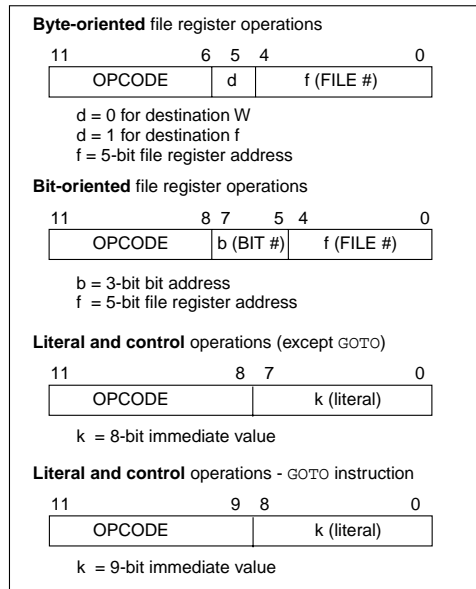 Byte-oriented file register operations
11 6 5 4 0
OPCODE d f (FILE #)
d = 0 for destination W
d = 1 for destination f
f = 5-bit file register address
Bit-oriented file register operations
11 8 7 5 4 0
OPCODE b (BIT #) f (FILE #)
b = 3-bit bit address
f = 5-bit file register address
Literal and control operations (except GOTO)
11 8 7 0
OPCODE k (literal)
k = 8-bit immediate value
Literal and control operations - GOTO instruction
11 9 8 0
OPCODE k (literal)
k = 9-bit immediate value